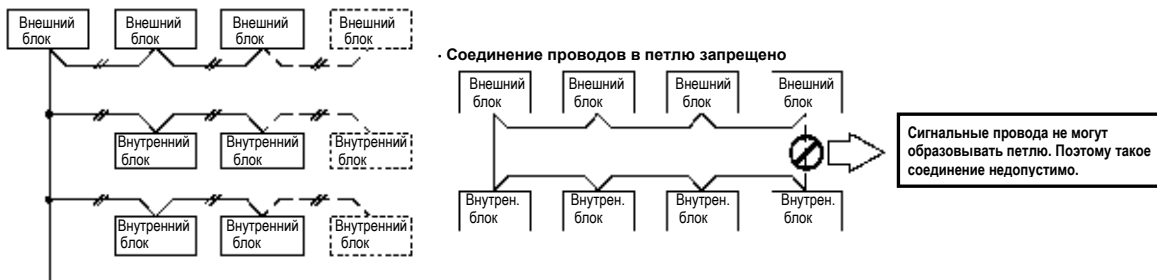 Внешний
блок
Внешний
блок
Внешний
блок
Внешний
блок
Внутренний
блок
Внутренний
блок
Внутренний
блок
Внутренний
блок
Внутренний
блок
Внутренний
блок
· Соединение проводов в петлю запрещено
Внешний
блок
Внешний
блок
Внешний
блок
Внешний
блок
Внутрен.
блок
Внутрен.
блок
Внутрен.
блок
Внутрен.
блок
Сигнальные провода не могут
образовывать петлю. Поэтому такое
соединение недопустимо.